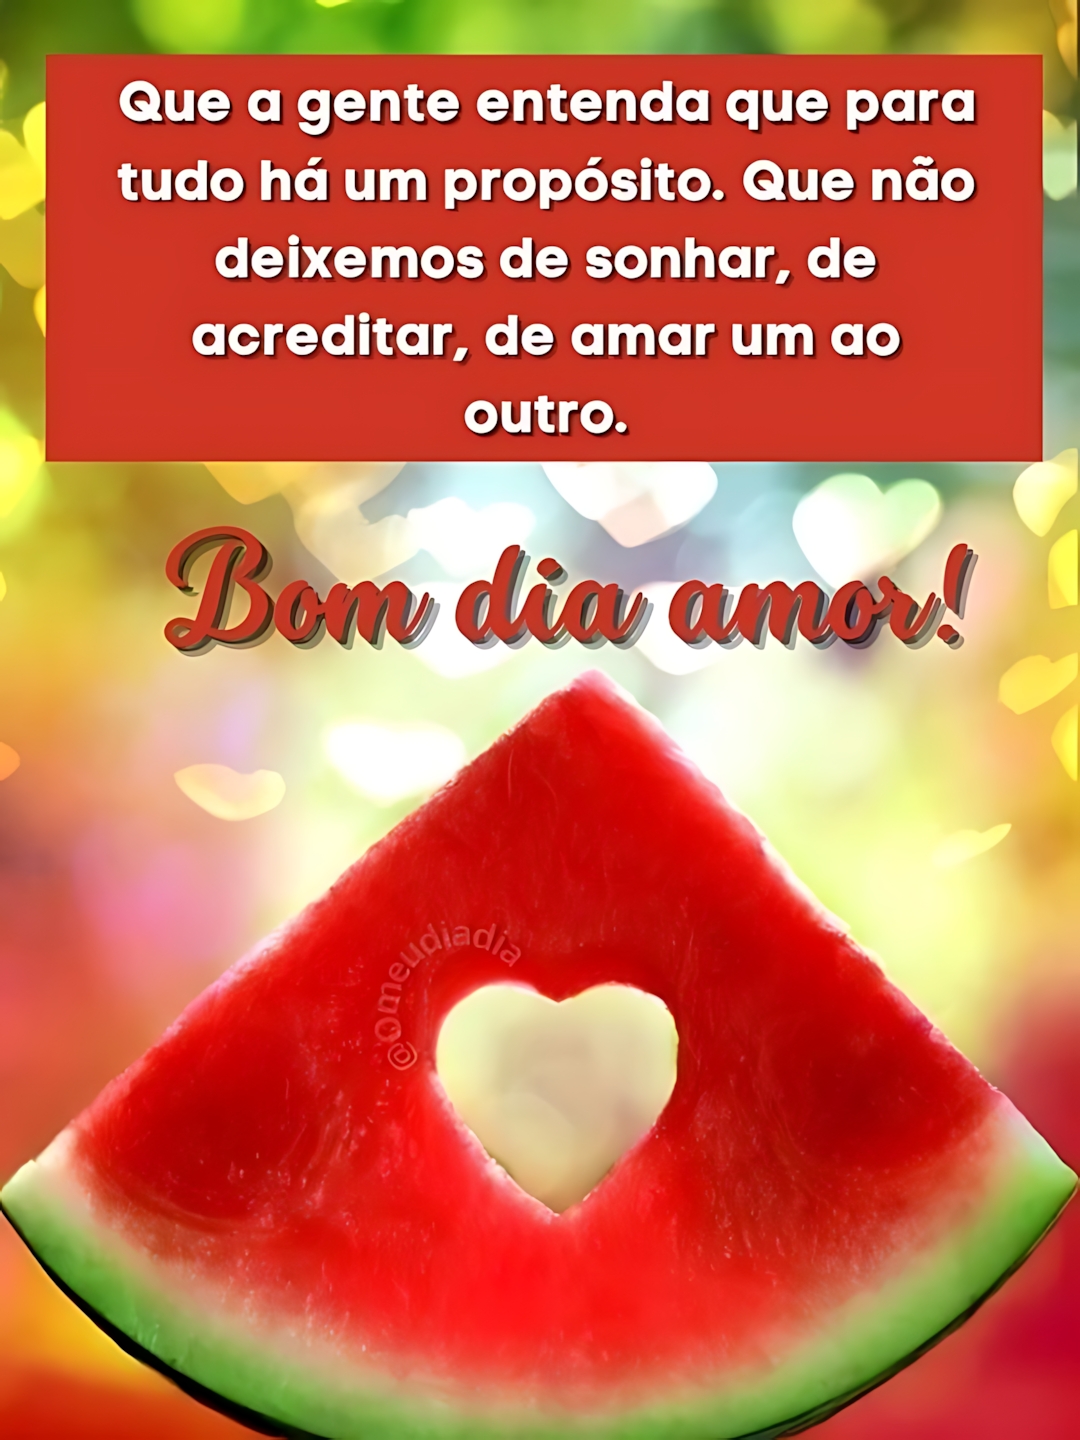 Que a gente entenda que para
tudo há um propósito. Que não
deixemos de sonhar, de
acreditar, de amar um ao
outro.
Bom dia amor!
@Omeudiadia